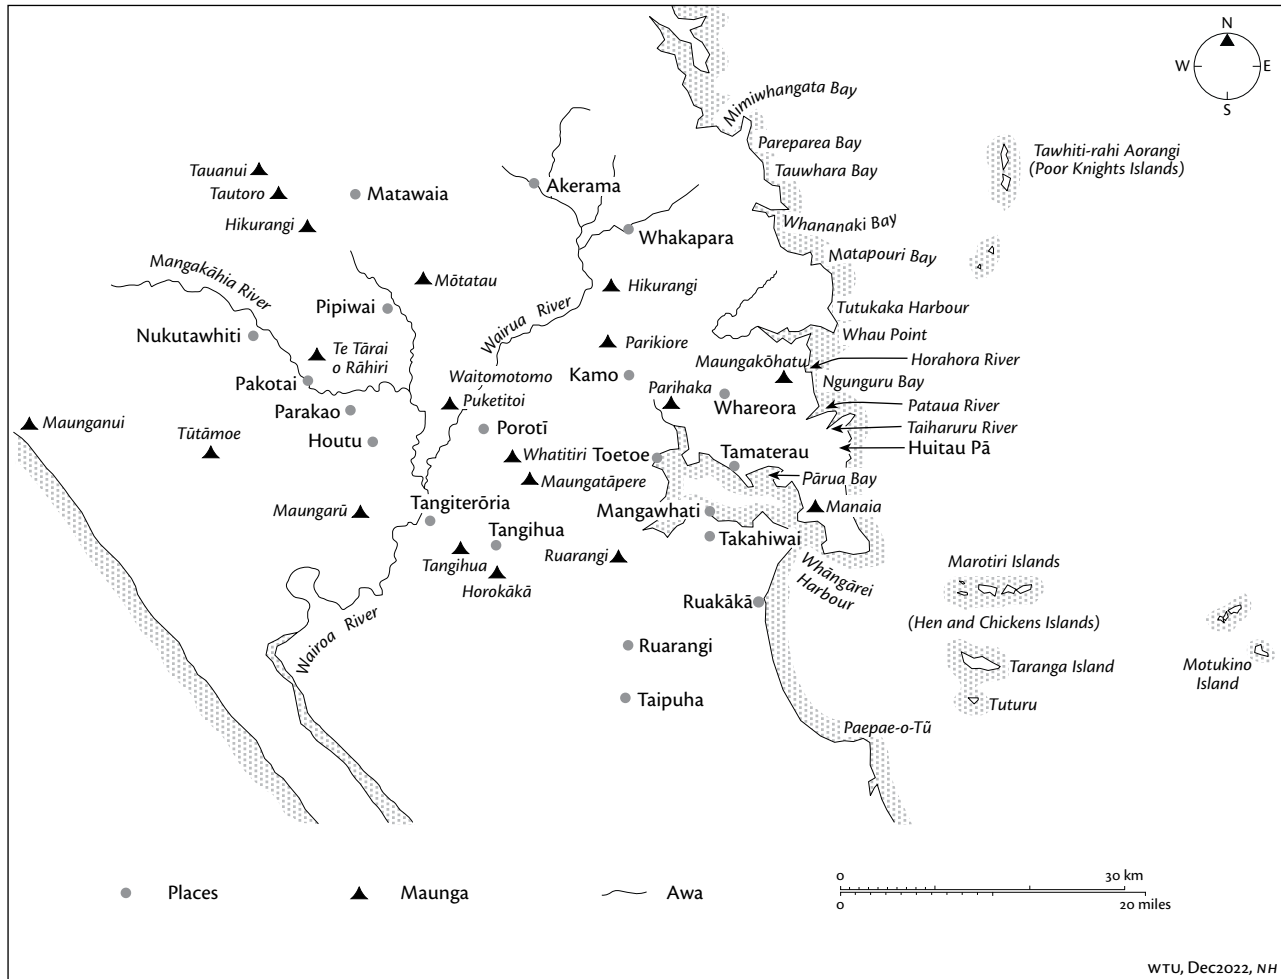 N
W E
S
Mimiwhangata Bay
Pareparea Bay
Tawhiti-rahi Aorangi
(Poor Knights Islands)
Tauwhara Bay
Tauanui
Tautoro
Matawaia
Akerama
Hikurangi
Whakapara
Whananaki Bay
Matapouri Bay
Mangakāhia River
Mōtatau
Hikurangi
Pipiwai
Wairua River
Tutukaka Harbour
Nukutawhiti
Whau Point
Te Tārai
o Rāhiri
Parikiore
Maungakōhatu
Horahora River
Pakotai
Waitomotomo
Puketitoi
Kamo
Parihaka
Whareora
Ngunguru Bay
Pataua River
Parakao
Maunganui
Porotī
Taiharuru River
Tūtāmoe
Houtu
Huitau Pā
Whatitiri
Toetoe
Tamaterau
Maungatāpere
Pārua Bay
Maungarū
Tangiterōria
Mangawhati
Manaia
Tangihua
Takahiwai
Tangihua
Ruarangi
Horokākā
Whāngārei
Harbour
Marotiri Islands
Ruakākā
(Hen and Chickens Islands)
Wairoa River
Ruarangi
Taranga Island
Motukino
Island
Taipuha
Tuturu
Paepae-o-Tū
Places
Maunga
Awa
0 30 km
0 20 miles
WTU, Dec2022, NH